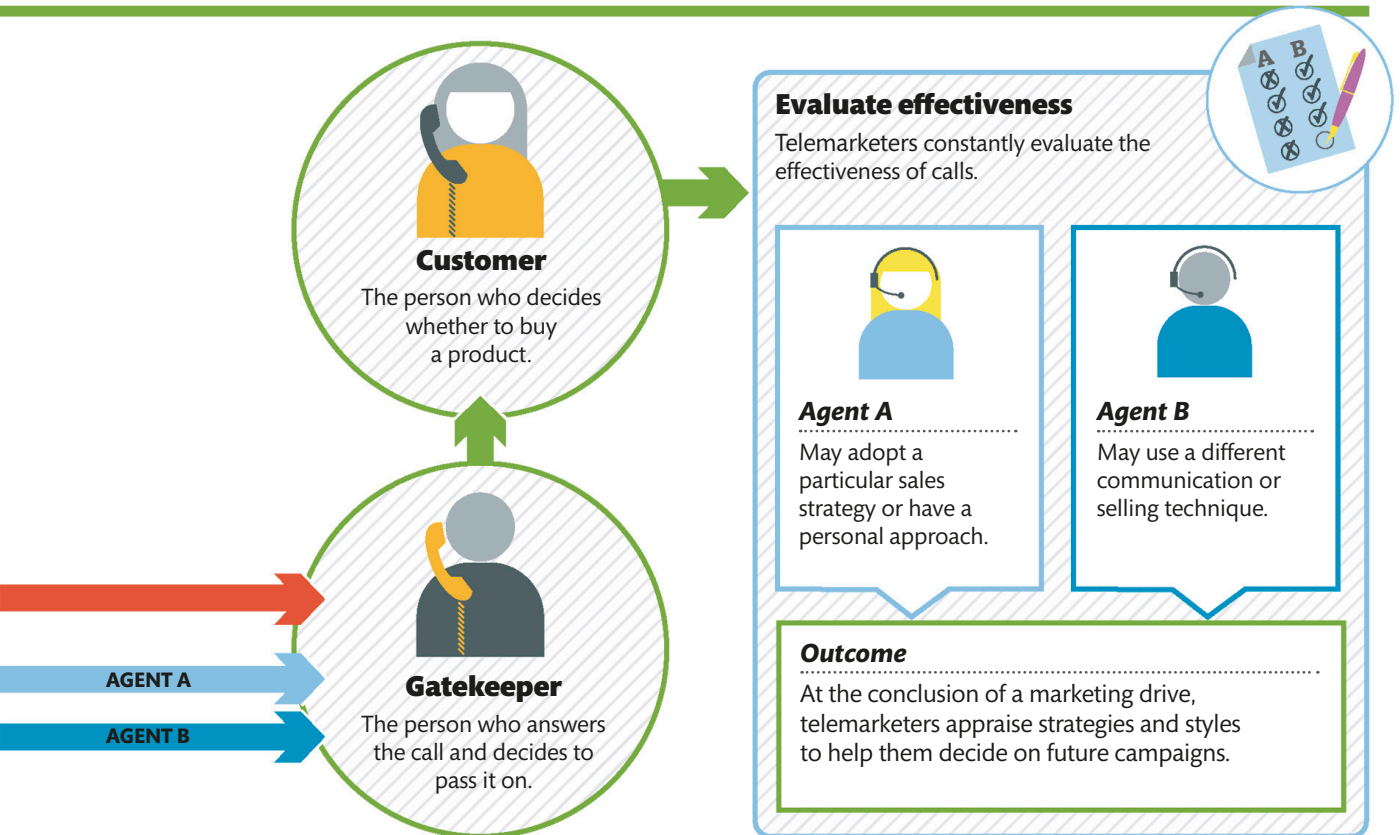 A B
Customer
The person who decides
whether to buy
a product.
AGENT A
AGENT B
Gatekeeper
The person who answers
the call and decides to
pass it on.
Evaluate effectiveness
Telemarketers constantly evaluate the
effectiveness of calls.
Agent A
May adopt a
particular sales
strategy or have a
personal approach.
Agent B
May use a different
communication or
selling technique.
Outcome
At the conclusion of a marketing drive,
telemarketers appraise strategies and styles
to help them decide on future campaigns.